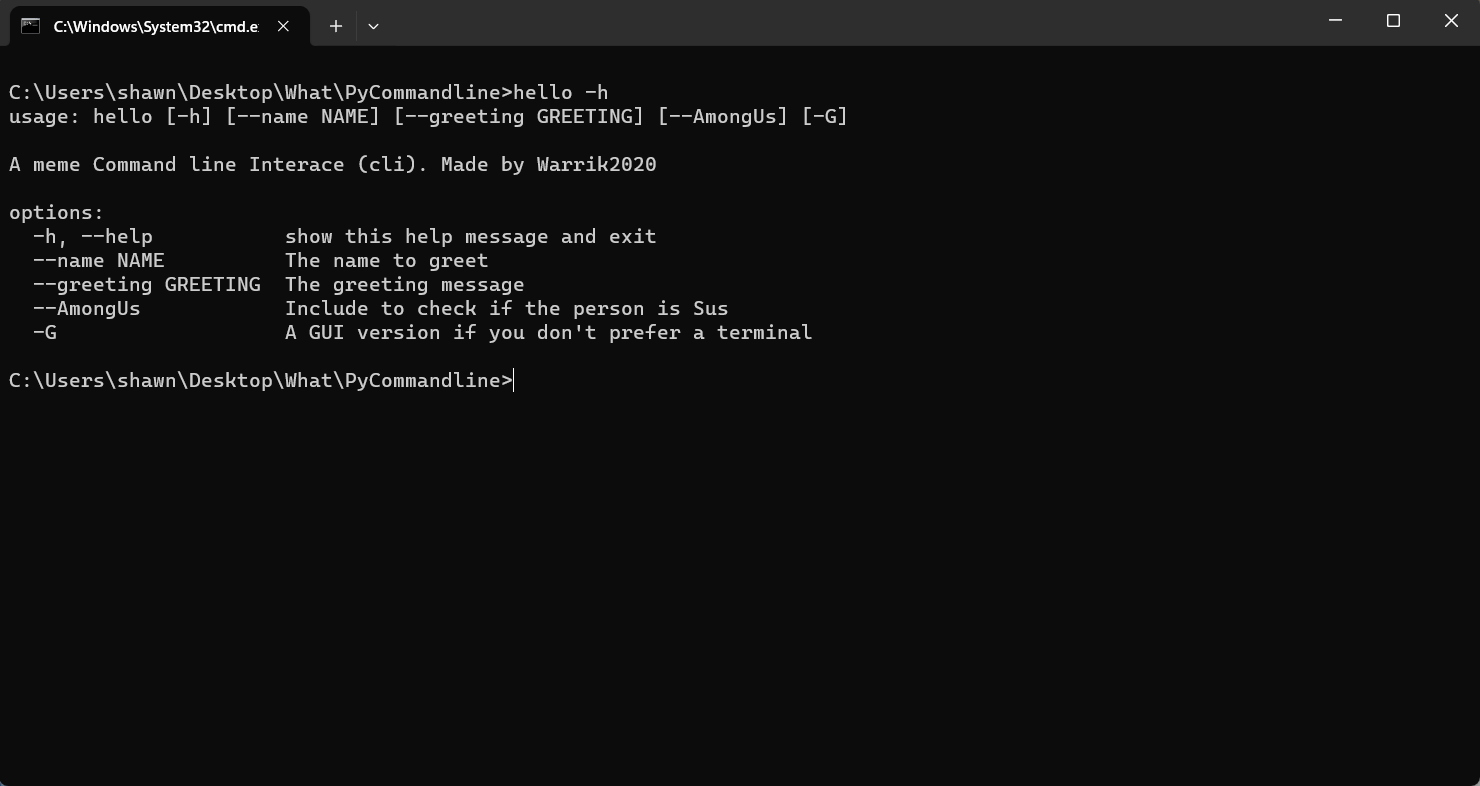 C:\Windows\System32\cmd.e
C:\Users\shawn\Desktop\What\PyCommandline>hello -h
usage: hello [-h] [--name NAME] [--greeting GREETING] [--AmongUs] [-G]
A meme Command line Interace (cli). Made by Warrik2020
options:
-h, --help show this help message and exit
--name NAME The name to greet
--greeting GREETING The greeting message
--AmongUs Include to check if the person is Sus
-G A GUI version if you don't prefer a terminal
C:\Users\shawn\Desktop\What\PyCommandline>